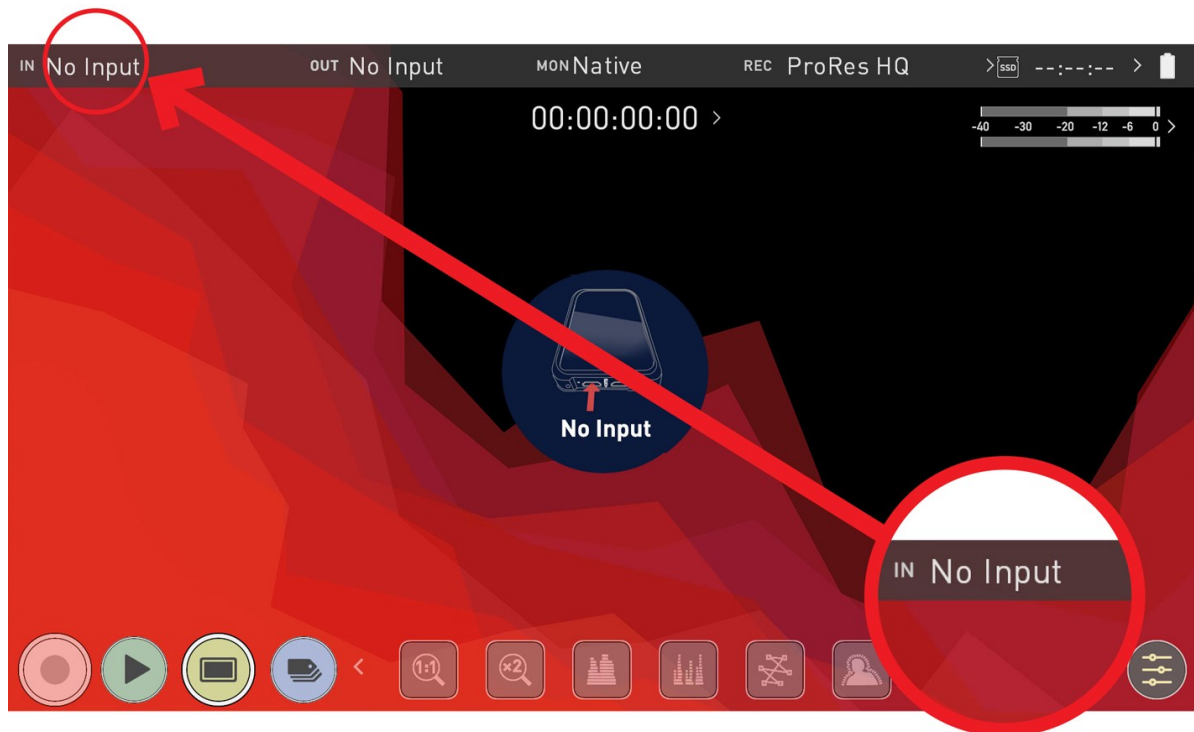 IN No Input OUT No Input MON Native REC ProRes HQ > SSD --:--:-- >
00:00:00:00 >
-40 -30 -20 -12 -6 0 >
No Input
IN No Input
< 1:1 ×2